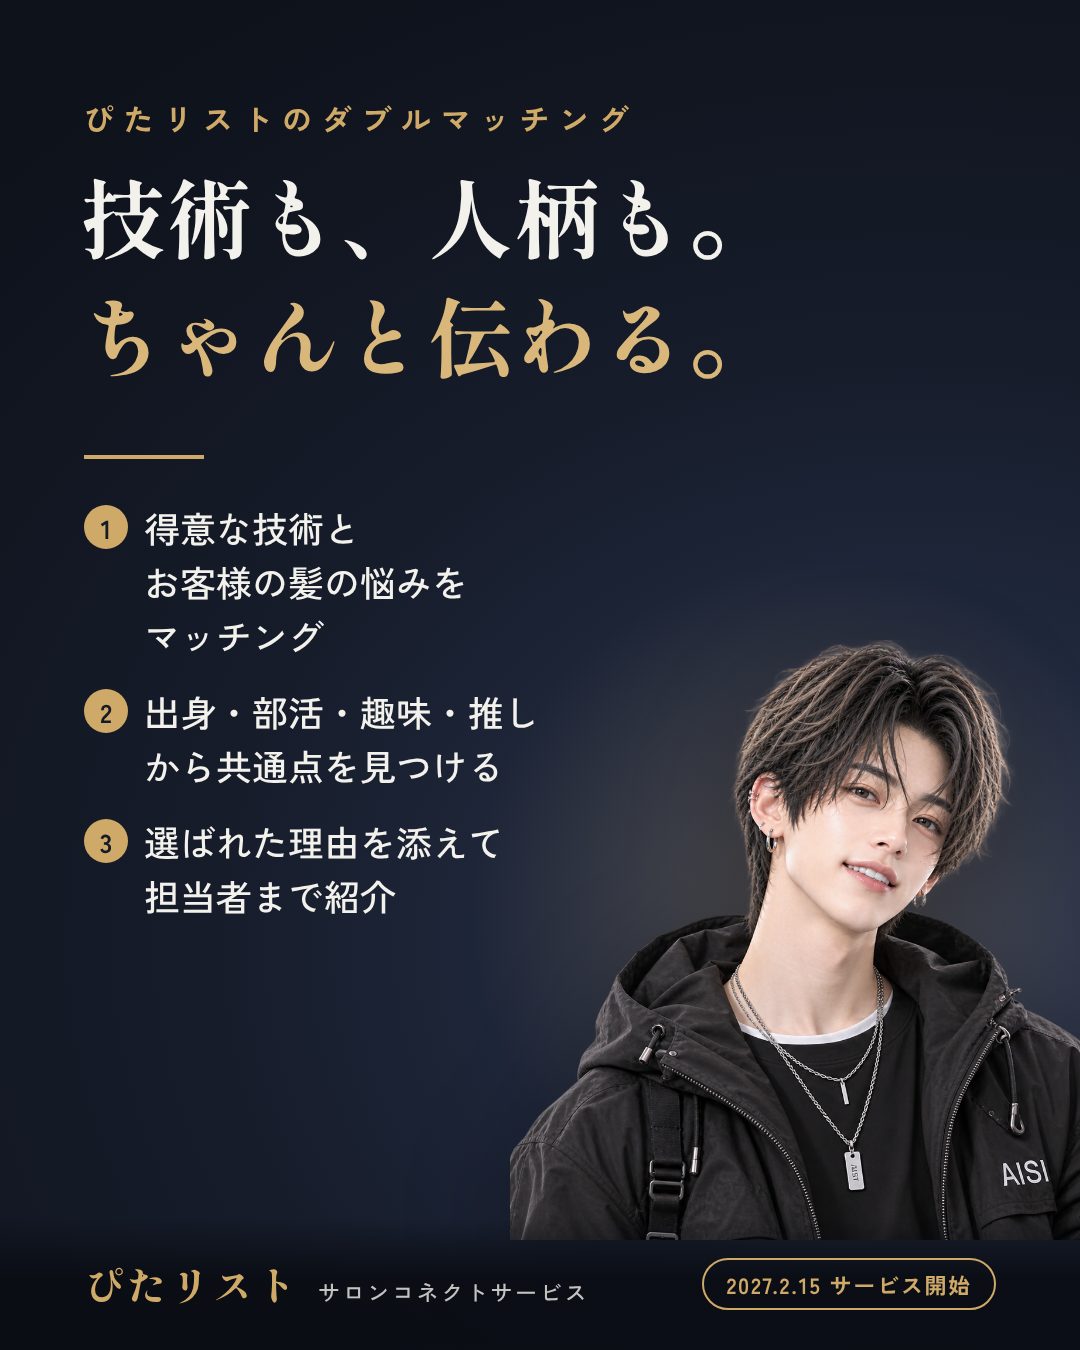 ぴたリストのダブルマッチング
技術も、人柄も。
ちゃんと伝わる。
1 得意な技術と
お客様の髪の悩みを
マッチング
2 出身・部活・趣味・推し
から共通点を見つける
3 選ばれた理由を添えて
担当者まで紹介
AISI
ぴたリスト サロンコネクトサービス
2027.2.15 サービス開始